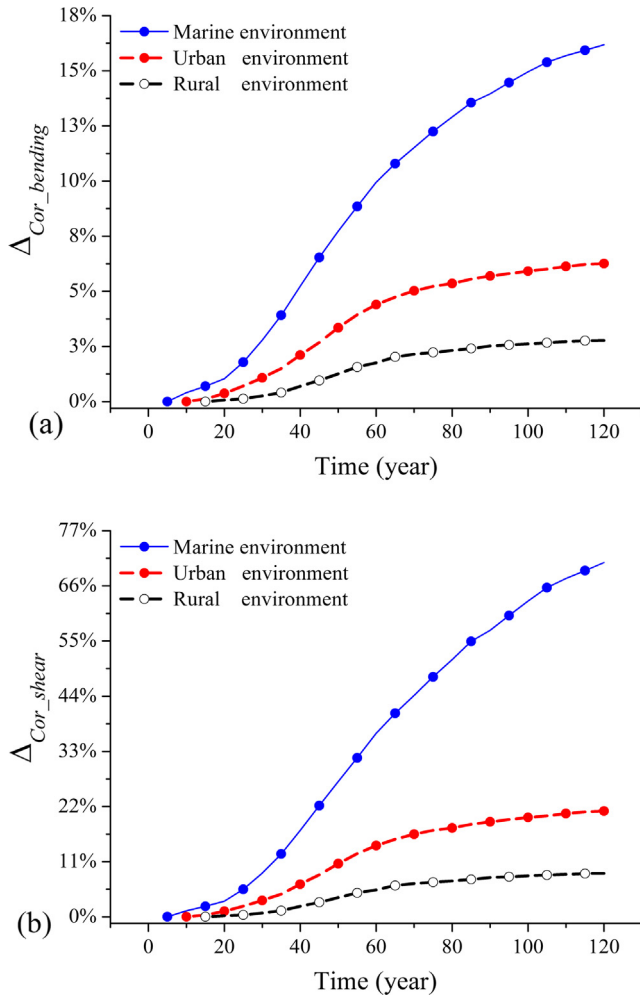 18%
Marine environment
15%
Urban environment
Rural environment
13%
10%
8%
5%
3%
0%
Δ_Cor_bending
(a)
0 20 40 60 80 100 120
Time (year)
77%
Marine environment
66%
Urban environment
Rural environment
55%
44%
33%
22%
11%
0%
Δ_Cor_shear
(b)
0 20 40 60 80 100 120
Time (year)